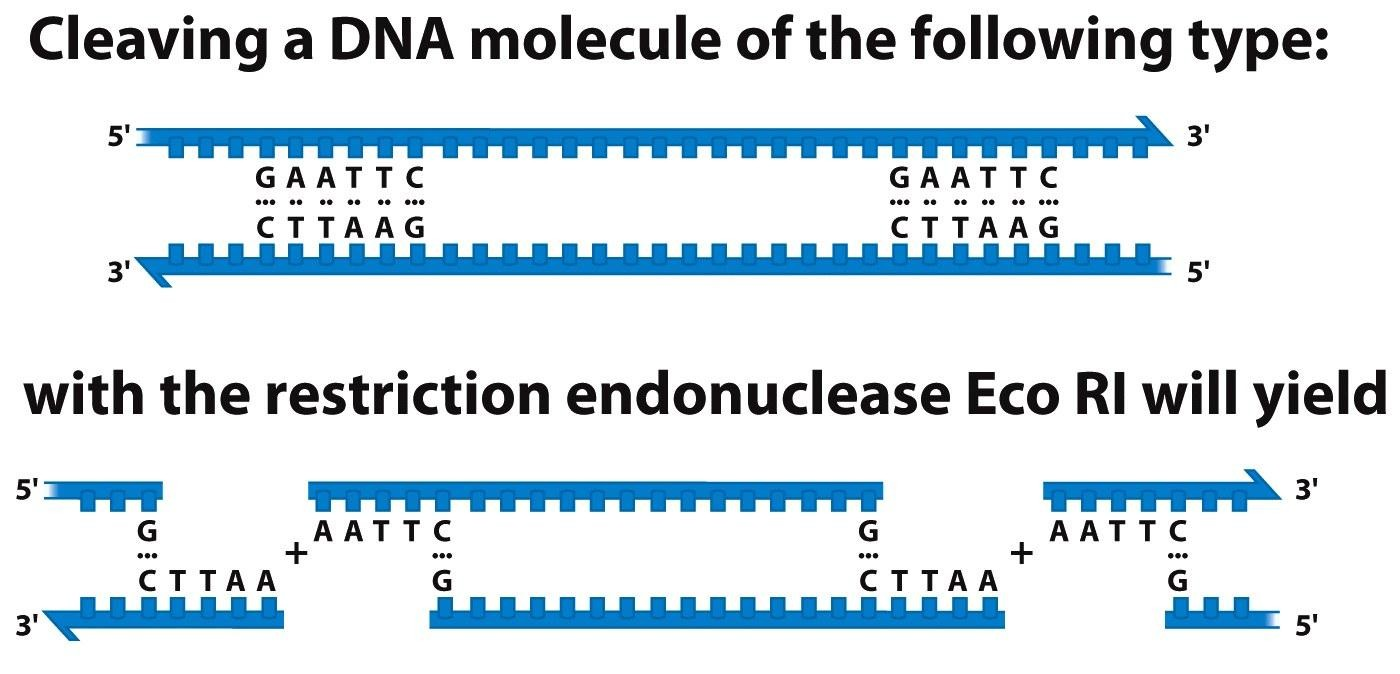 Cleaving a DNA molecule of the following type:
5' 3'
G A A T T C G A A T T C
C T T A A G C T T A A G
3' 5'
with the restriction endonuclease Eco RI will yield
5' 3'
G A A T T C G A A T T C
+ +
C T T A A G C T T A A G
3' 5'